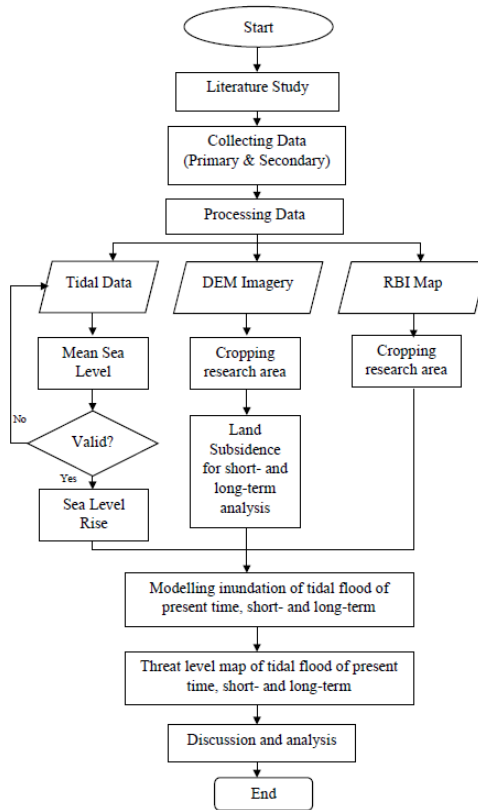 Start
Literature Study
Collecting Data
(Primary & Secondary)
Processing Data
Tidal Data
DEM Imagery
RBI Map
Mean Sea
Level
Cropping
research area
Cropping
research area
No
Valid?
Yes
Land
Subsidence
for short- and
long-term
analysis
Sea Level
Rise
Modelling inundation of tidal flood of
present time, short- and long-term
Threat level map of tidal flood of present
time, short- and long-term
Discussion and analysis
End